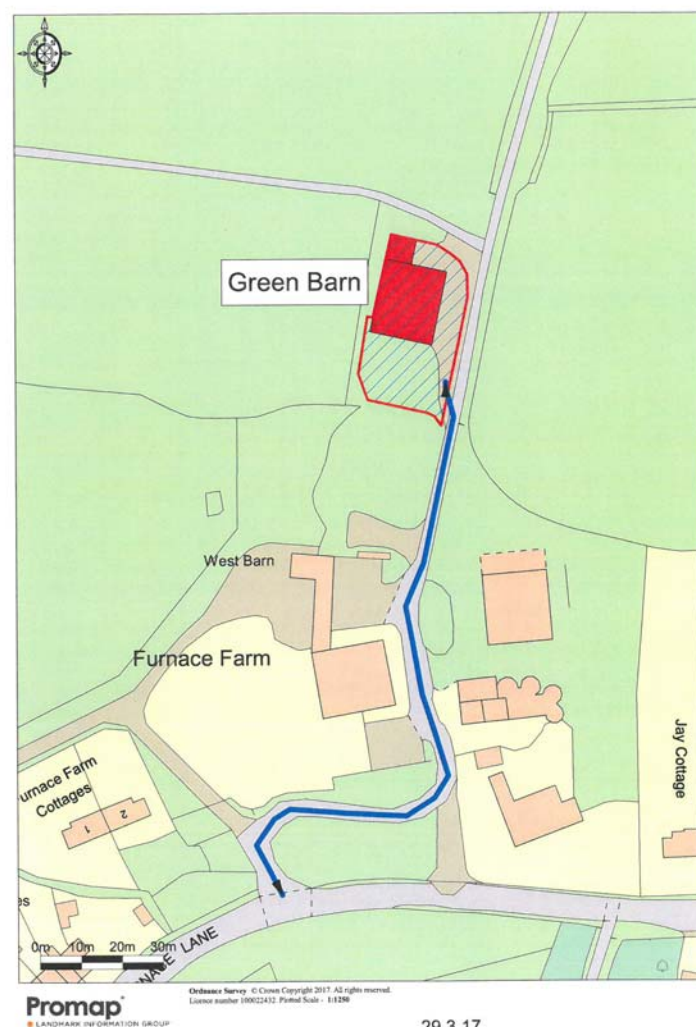 Green Barn
West Barn
Furnace Farm
Jay Cottage
Furnace Farm
Cottages
1
2
0m 10m 20m 30m
LANE
Promap
LANDMARK INFORMATION GROUP
Ordnance Survey © Crown Copyright 2017. All rights reserved.
Licence number 100022432. Plotted Scale - 1:1250
29.3.17